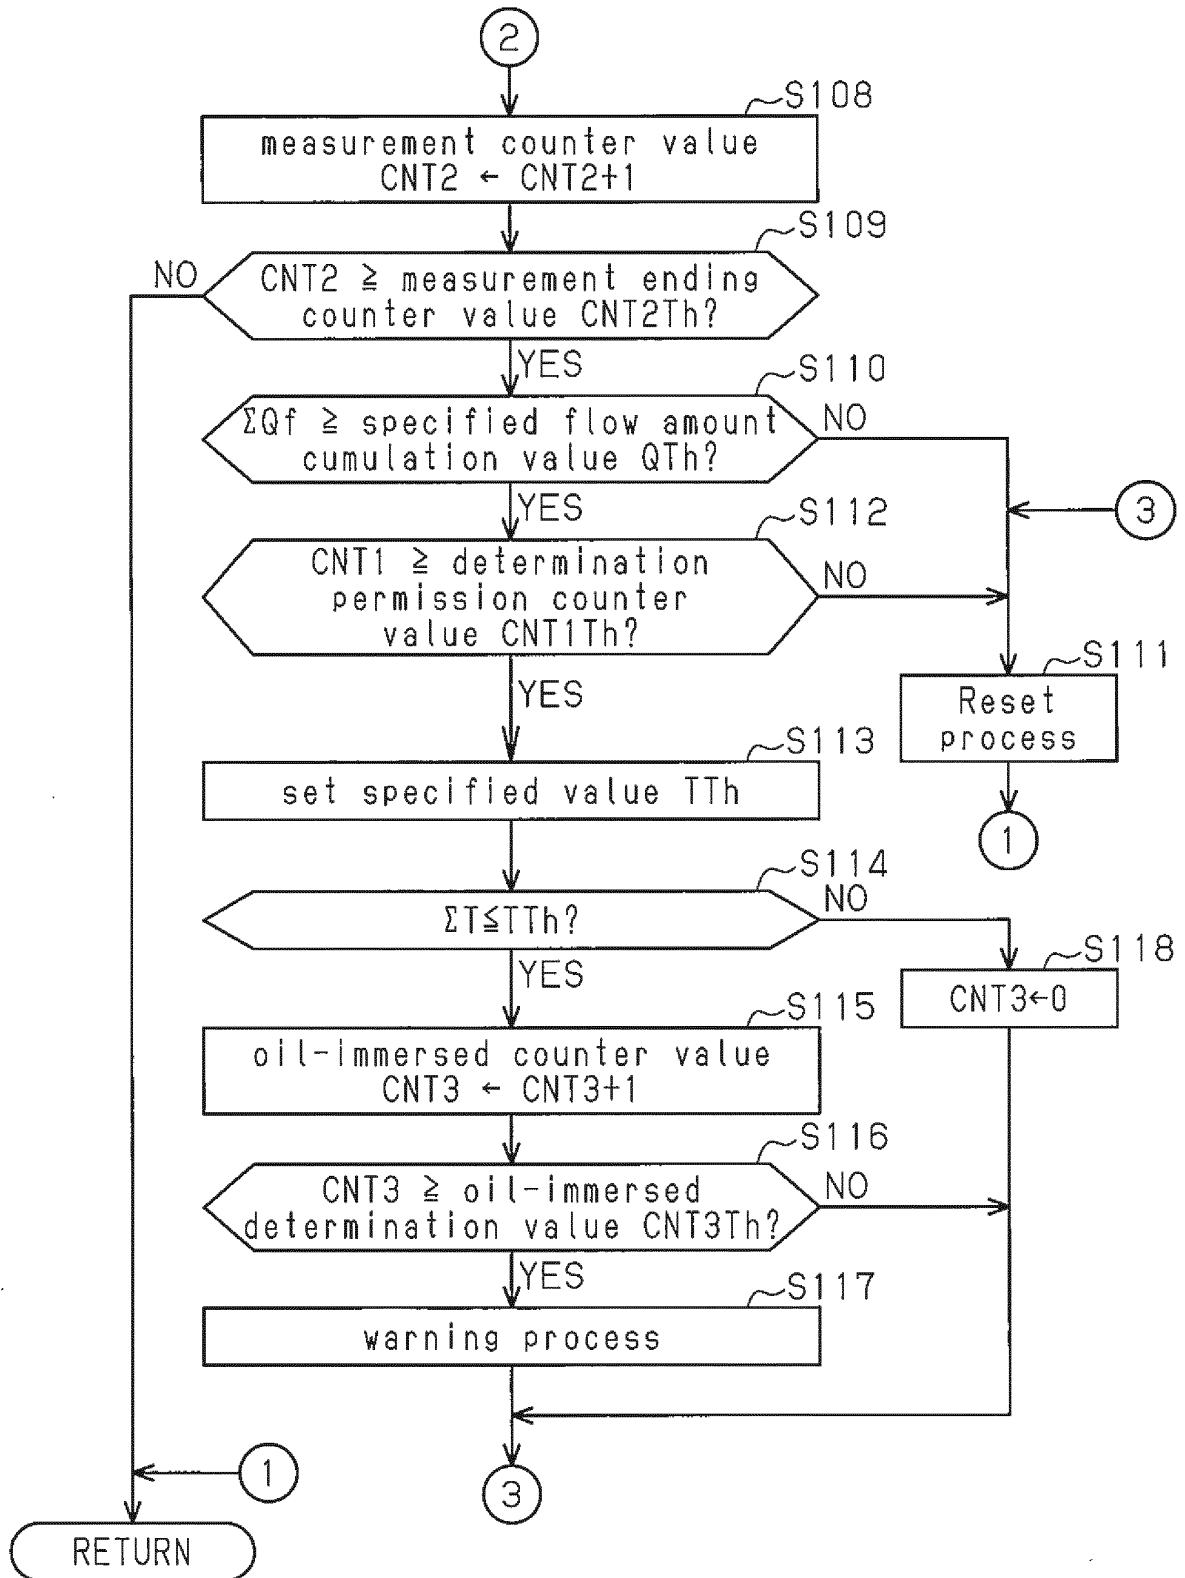 2
S108
measurement counter value
CNT2 ← CNT2+1
S109
NO
CNT2 ≧ measurement ending
counter value CNT2Th?
YES
S110
ΣQf ≧ specified flow amount
cumulation value QTh?
NO
YES
3
S112
CNT1 ≧ determination
permission counter
value CNT1Th?
NO
YES
S111
Reset
process
1
S113
set specified value TTh
S114
ΣT≦TTh?
NO
YES
S118
CNT3←0
S115
oil-immersed counter value
CNT3 ← CNT3+1
S116
CNT3 ≧ oil-immersed
determination value CNT3Th?
NO
YES
S117
warning process
1
3
RETURN